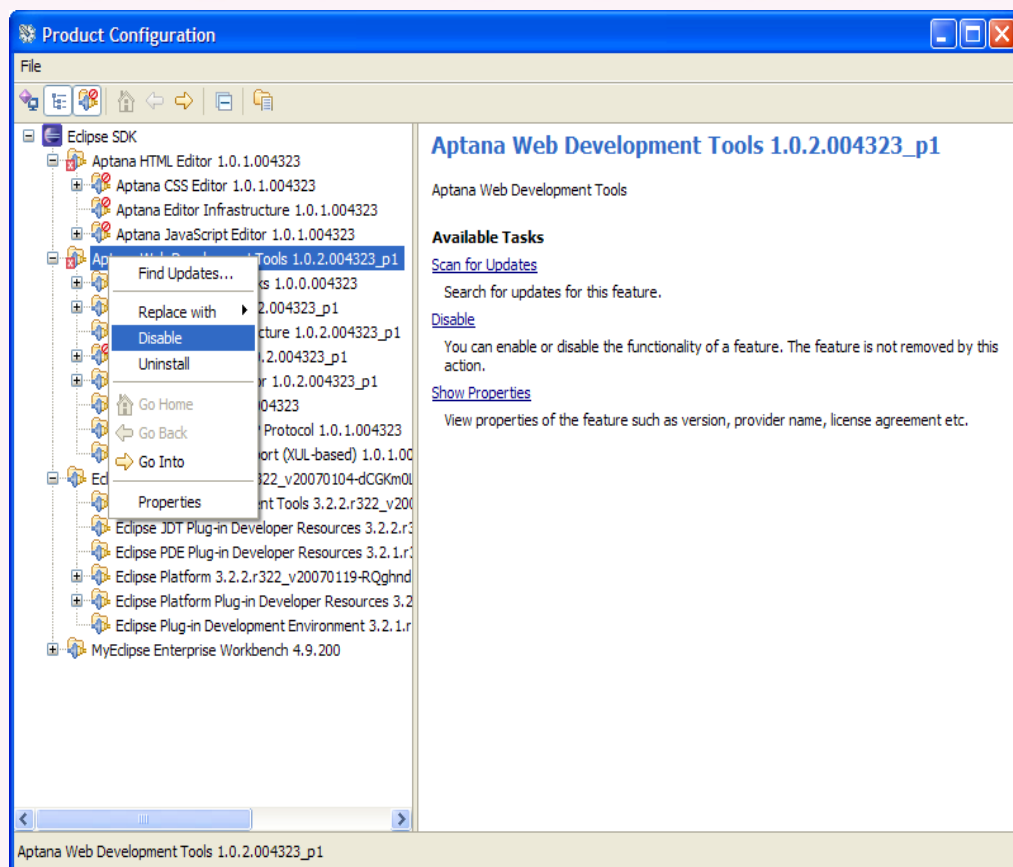 Product Configuration
File
Eclipse SDK
Aptana HTML Editor 1.0.1.004323
Aptana CSS Editor 1.0.1.004323
Aptana Editor Infrastructure 1.0.1.004323
Aptana JavaScript Editor 1.0.1.004323
Aptana Web Development Tools 1.0.2.004323_p1
ks 1.0.0.004323
2.004323_p1
cture 1.0.2.004323_p1
.2.004323_p1
or 1.0.2.004323_p1
04323
P Protocol 1.0.1.004323
ort (XUL-based) 1.0.1.00
Ecl
322_v20070104-dCGKm0L
nt Tools 3.2.2.r322_v200
Eclipse JDT Plug-in Developer Resources 3.2.2.r3
Eclipse PDE Plug-in Developer Resources 3.2.1.r3
Eclipse Platform 3.2.2.r322_v20070119-RQghnd
Eclipse Platform Plug-in Developer Resources 3.2
Eclipse Plug-in Development Environment 3.2.1.r
MyEclipse Enterprise Workbench 4.9.200
Find Updates...
Replace with
Disable
Uninstall
Go Home
Go Back
Go Into
Properties
Aptana Web Development Tools 1.0.2.004323_p1
Aptana Web Development Tools
Available Tasks
Scan for Updates
Search for updates for this feature.
Disable
You can enable or disable the functionality of a feature. The feature is not removed by this
action.
Show Properties
View properties of the feature such as version, provider name, license agreement etc.
Aptana Web Development Tools 1.0.2.004323_p1